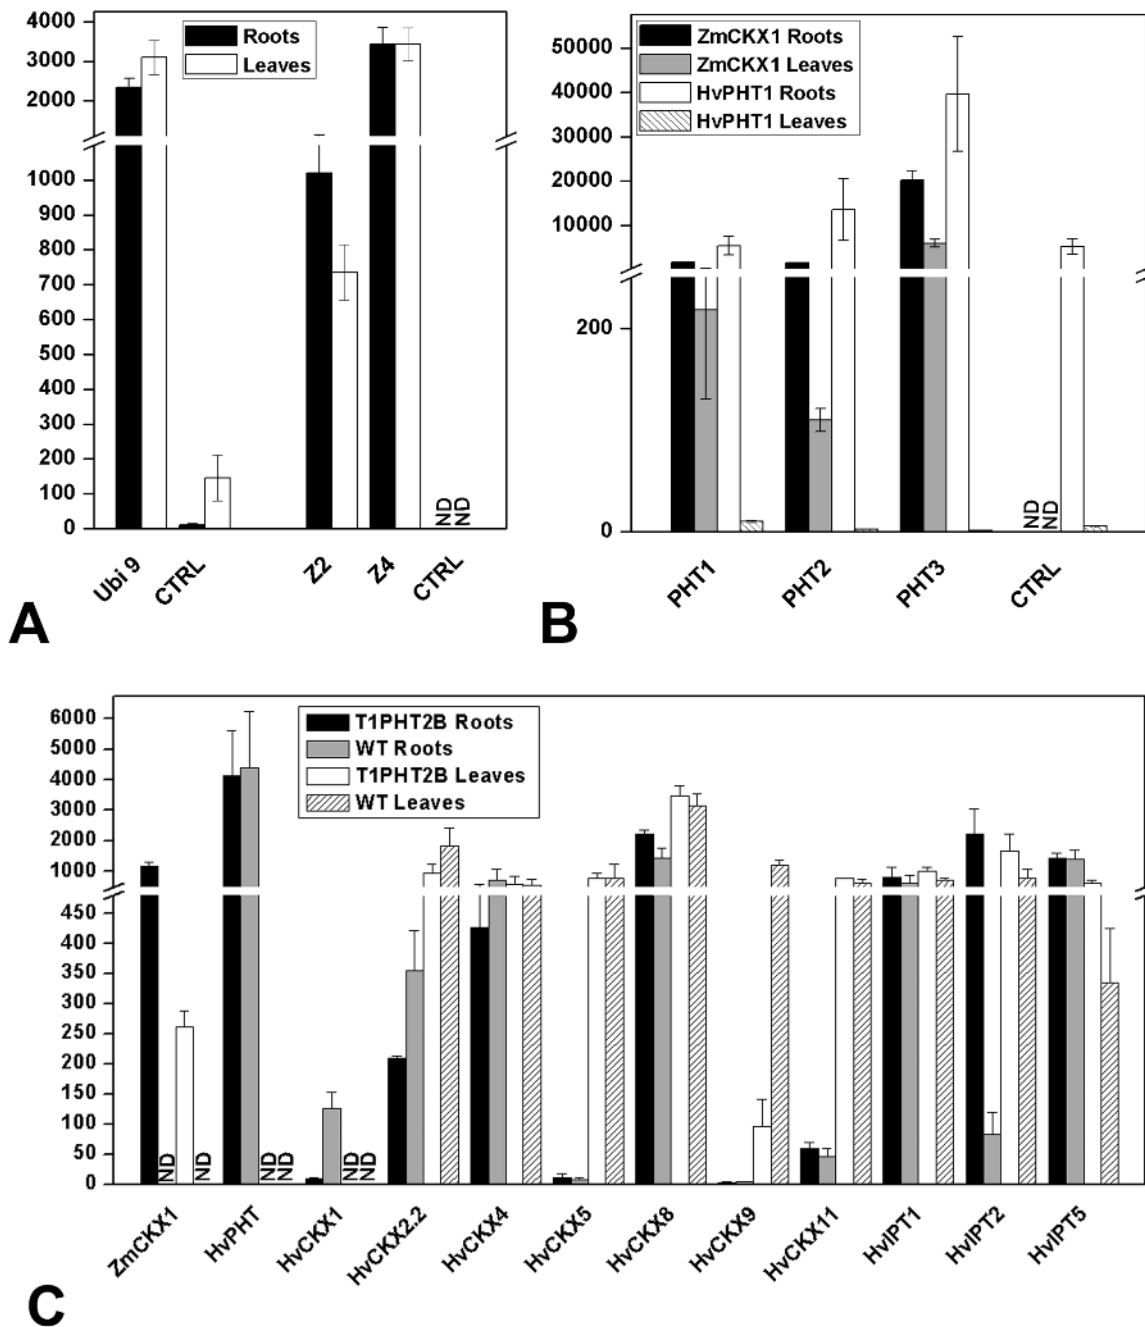 4000
3000
2000
1000
900
800
700
600
500
400
300
200
100
0
Roots
Leaves
ND
ND
Ubi 9
CTRL
Z2
Z4
CTRL
A
50000
40000
30000
20000
10000
200
0
ZmCKX1 Roots
ZmCKX1 Leaves
HvPHT1 Roots
HvPHT1 Leaves
ND
ND
PHT1
PHT2
PHT3
CTRL
B
6000
5000
4000
3000
2000
1000
450
400
350
300
250
200
150
100
50
0
T1PHT2B Roots
WT Roots
T1PHT2B Leaves
WT Leaves
ND
ND
ND
ND
ND
ND
ZmCKX1
HvPHT
HvCKX1
HvCKX2.2
HvCKX4
HvCKX5
HvCKX8
HvCKX9
HvCKX11
HvIPT1
HvIPT2
HvIPT5
C